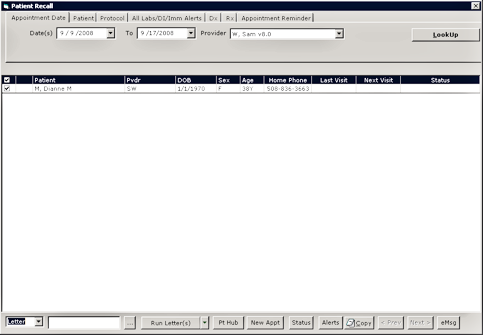 Patient Recall
Appointment Date Patient Protocol All Labs/DI/Imm Alerts Dx Rx Appointment Reminder
Date(s) 9 / 9 /2008 To 9 /17/2008 Provider W, Sam v8.0 LookUp
Patient Pvdr DOB Sex Age Home Phone Last Visit Next Visit Status
M, Dianne M SW 1/1/1970 F 38Y 508-836-3663
Letter ... Run Letter(s) Pt Hub New Appt Status Alerts Copy < Prev Next > eMsg